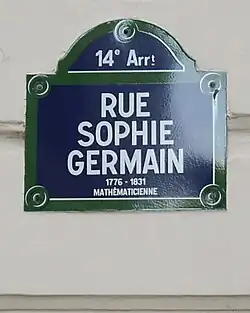 14e Arrt
RUE
SOPHIE
GERMAIN
1776 - 1831
MATHÉMATICIENNE